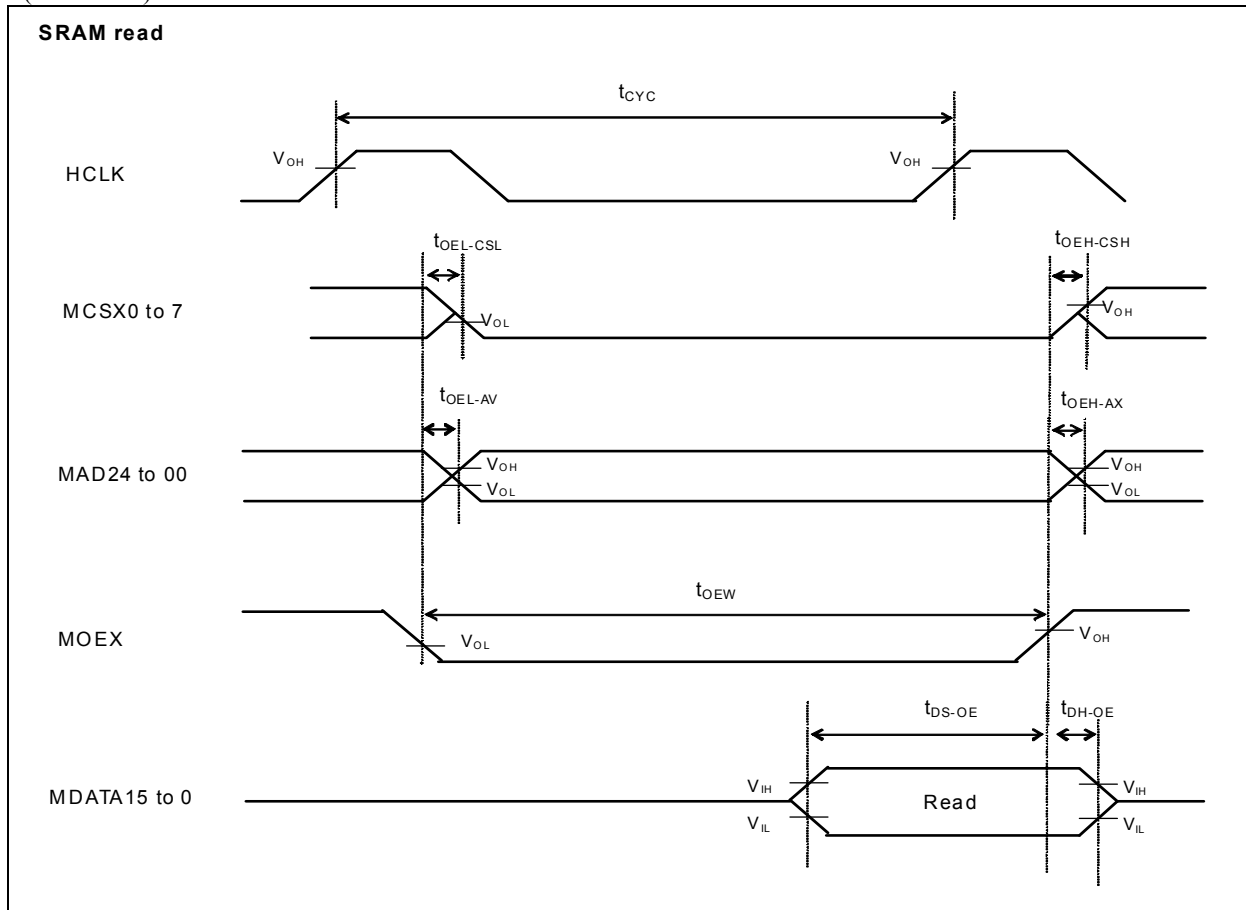 SRAM read
tCYC
VOH
VOH
HCLK
tOEL-CSL
tOEH-CSH
MCSX0 to 7
VOL
VOH
tOEL-AV
tOEH-AX
MAD24 to 00
VOH
VOL
VOH
VOL
tOEW
MOEX
VOL
VOH
tDS-OE
tDH-OE
MDATA15 to 0
VIH
VIL
Read
VIH
VIL